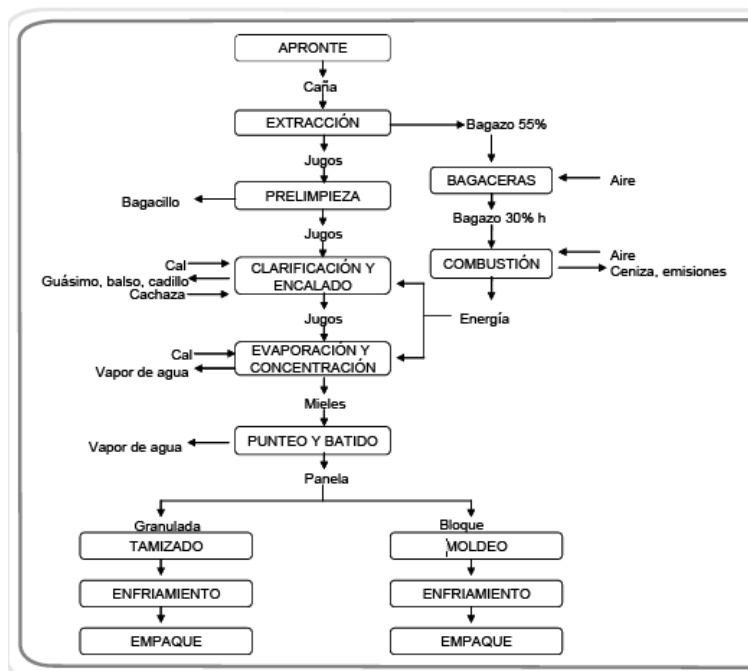 APRONTE
Caña
EXTRACCIÓN
Bagazo 55%
Jugos
BAGACERAS
Aire
Bagacillo
PRELIMPIEZA
Bagazo 30% h
Jugos
Cal
Guásimo, balso, cadillo
Cachaza
CLARIFICACIÓN Y
ENCALADO
COMBUSTIÓN
Aire
Ceniza, emisiones
Jugos
Energía
Cal
Vapor de agua
EVAPORACIÓN Y
CONCENTRACIÓN
Mieles
Vapor de agua
PUNTEO Y BATIDO
Panela
Granulada
Bloque
TAMIZADO
MOLDEO
ENFRIAMIENTO
ENFRIAMIENTO
EMPAQUE
EMPAQUE